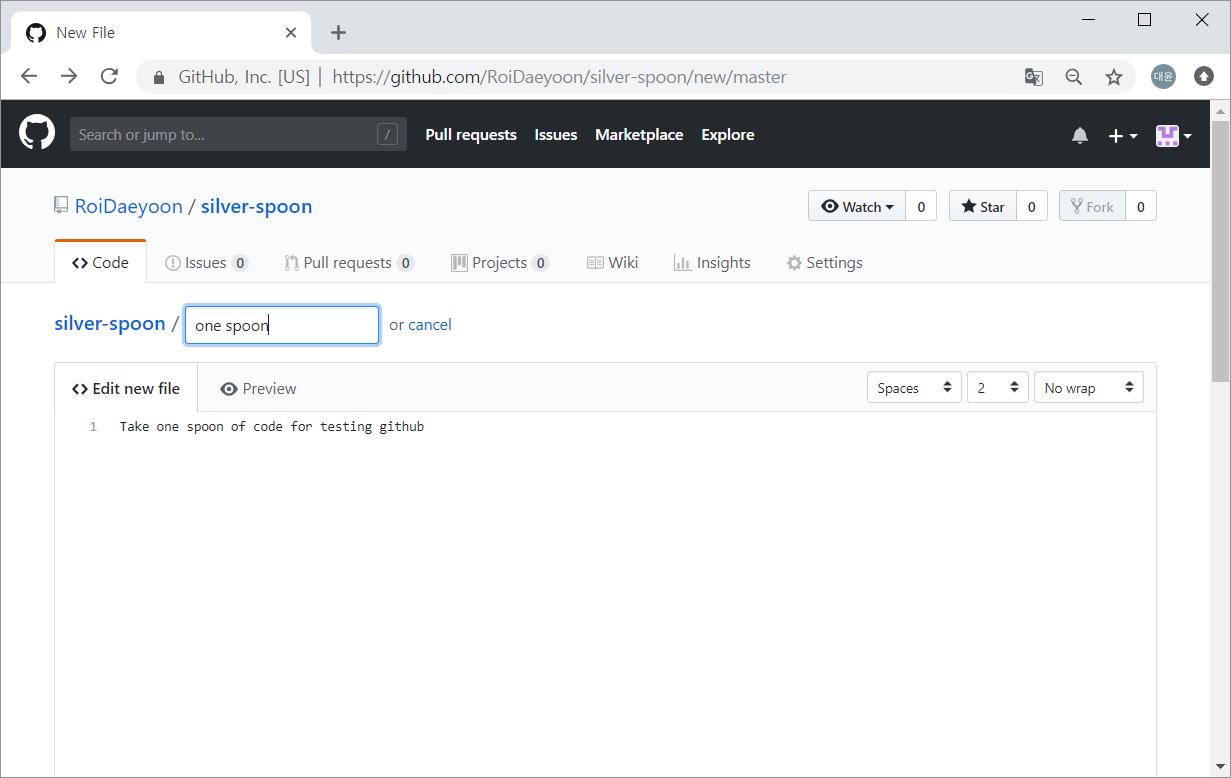 New File
GitHub, Inc. [US] | https://github.com/RoiDaeyoon/silver-spoon/new/master 대윤
Search or jump to... / Pull requests Issues Marketplace Explore
RoiDaeyoon / silver-spoon Watch 0 Star 0 Fork 0
Code Issues 0 Pull requests 0 Projects 0 Wiki Insights Settings
silver-spoon / one spoon or cancel
Edit new file Preview Spaces 2 No wrap
1 Take one spoon of code for testing github